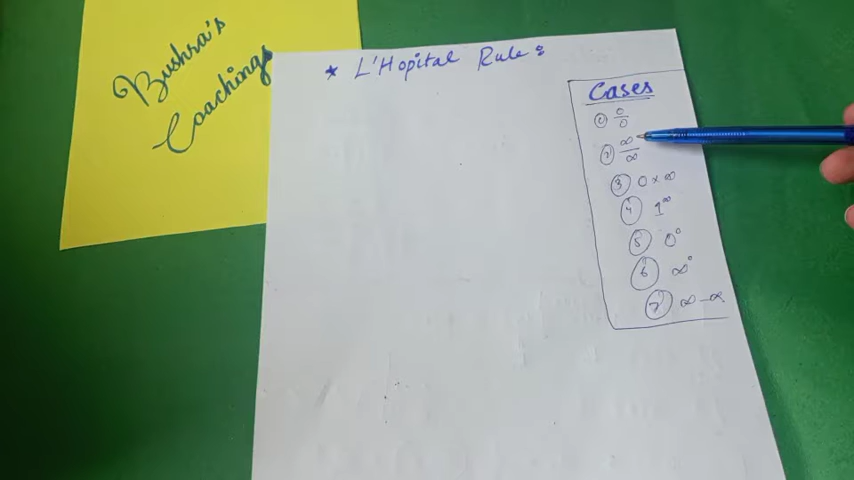 Bushra's
Coachings
* L'Hopital Rule:
Cases
① 0/0
② ∞/∞
③ 0 × ∞
④ 1^∞
⑤ 0^0
⑥ ∞^0
⑦ ∞ - ∞